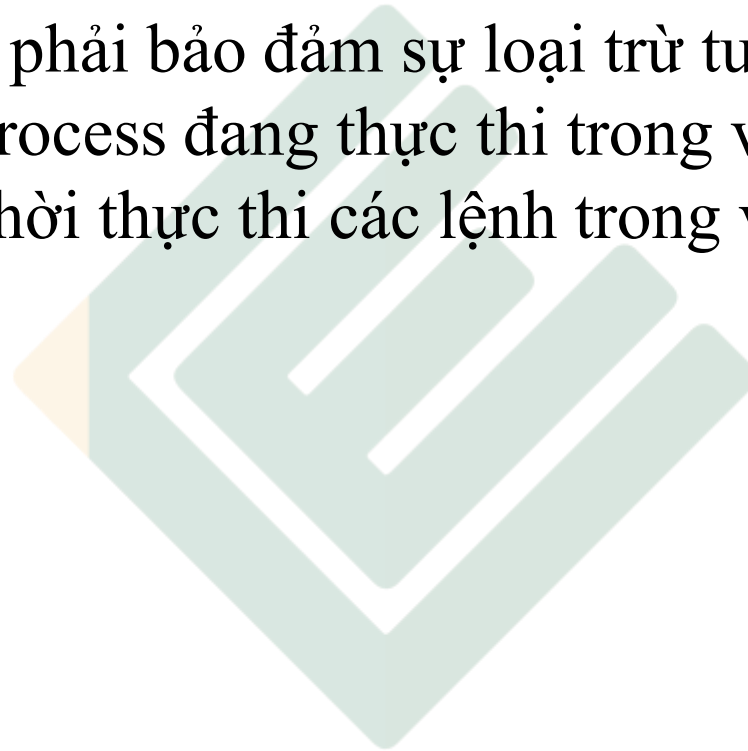 phải bảo đảm sự loại trừ tu
rocess đang thực thi trong v
hời thực thi các lệnh trong v